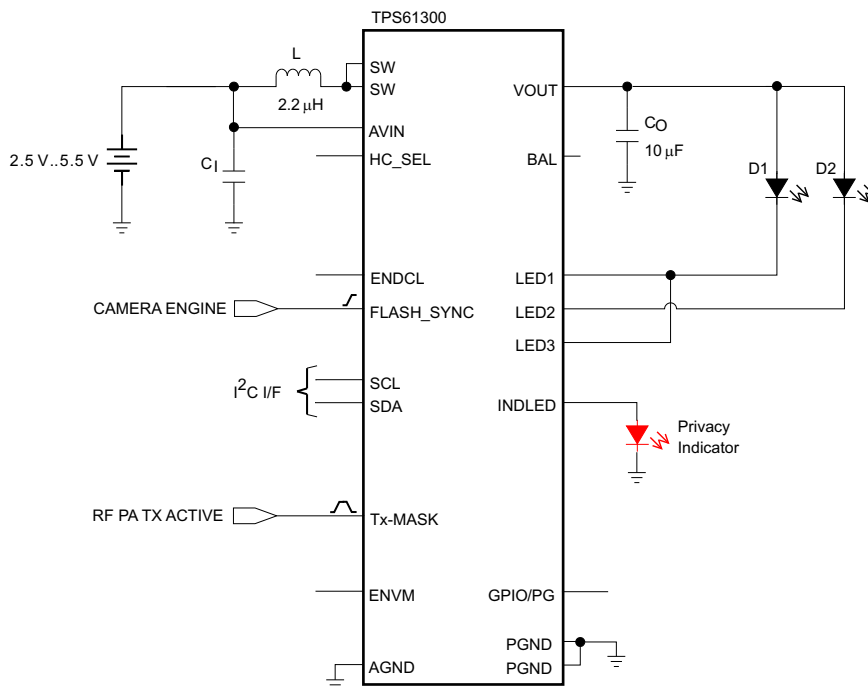 TPS61300
L
2.2 μH
SW
SW
AVIN
HC_SEL
2.5 V..5.5 V
CI
VOUT
CO
10 μF
BAL
D1
D2
ENDCL
CAMERA ENGINE
FLASH_SYNC
LED1
LED2
LED3
I²C I/F
SCL
SDA
INDLED
Privacy
Indicator
RF PA TX ACTIVE
Tx-MASK
ENVM
GPIO/PG
AGND
PGND
PGND